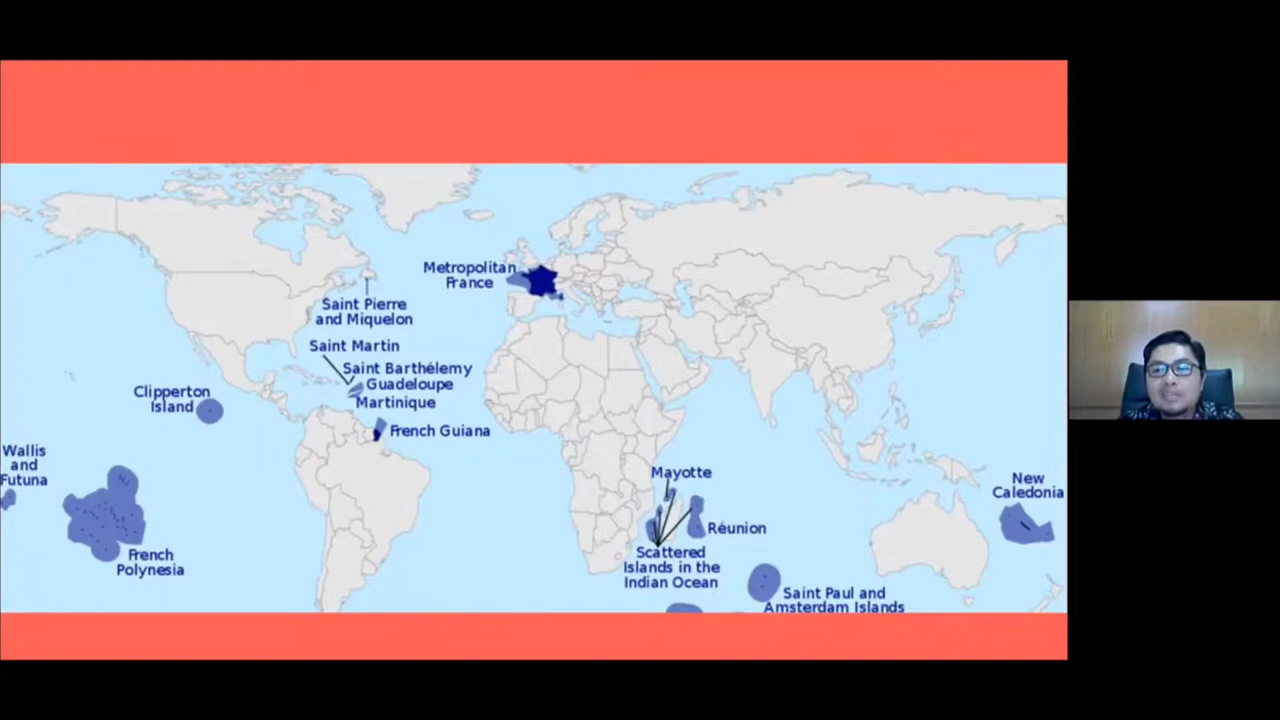 Metropolitan
France
Saint Pierre
and Miquelon
Saint Martin
Saint Barthélemy
Guadeloupe
Martinique
Clipperton
Island
French Guiana
Wallis
and
Futuna
French
Polynesia
Mayotte
Réunion
Scattered
Islands in the
Indian Ocean
New
Caledonia
Saint Paul and
Amsterdam Islands